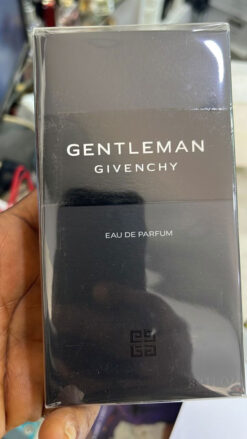 GENTLEMAN
GIVENCHY
EAU DE PARFUM